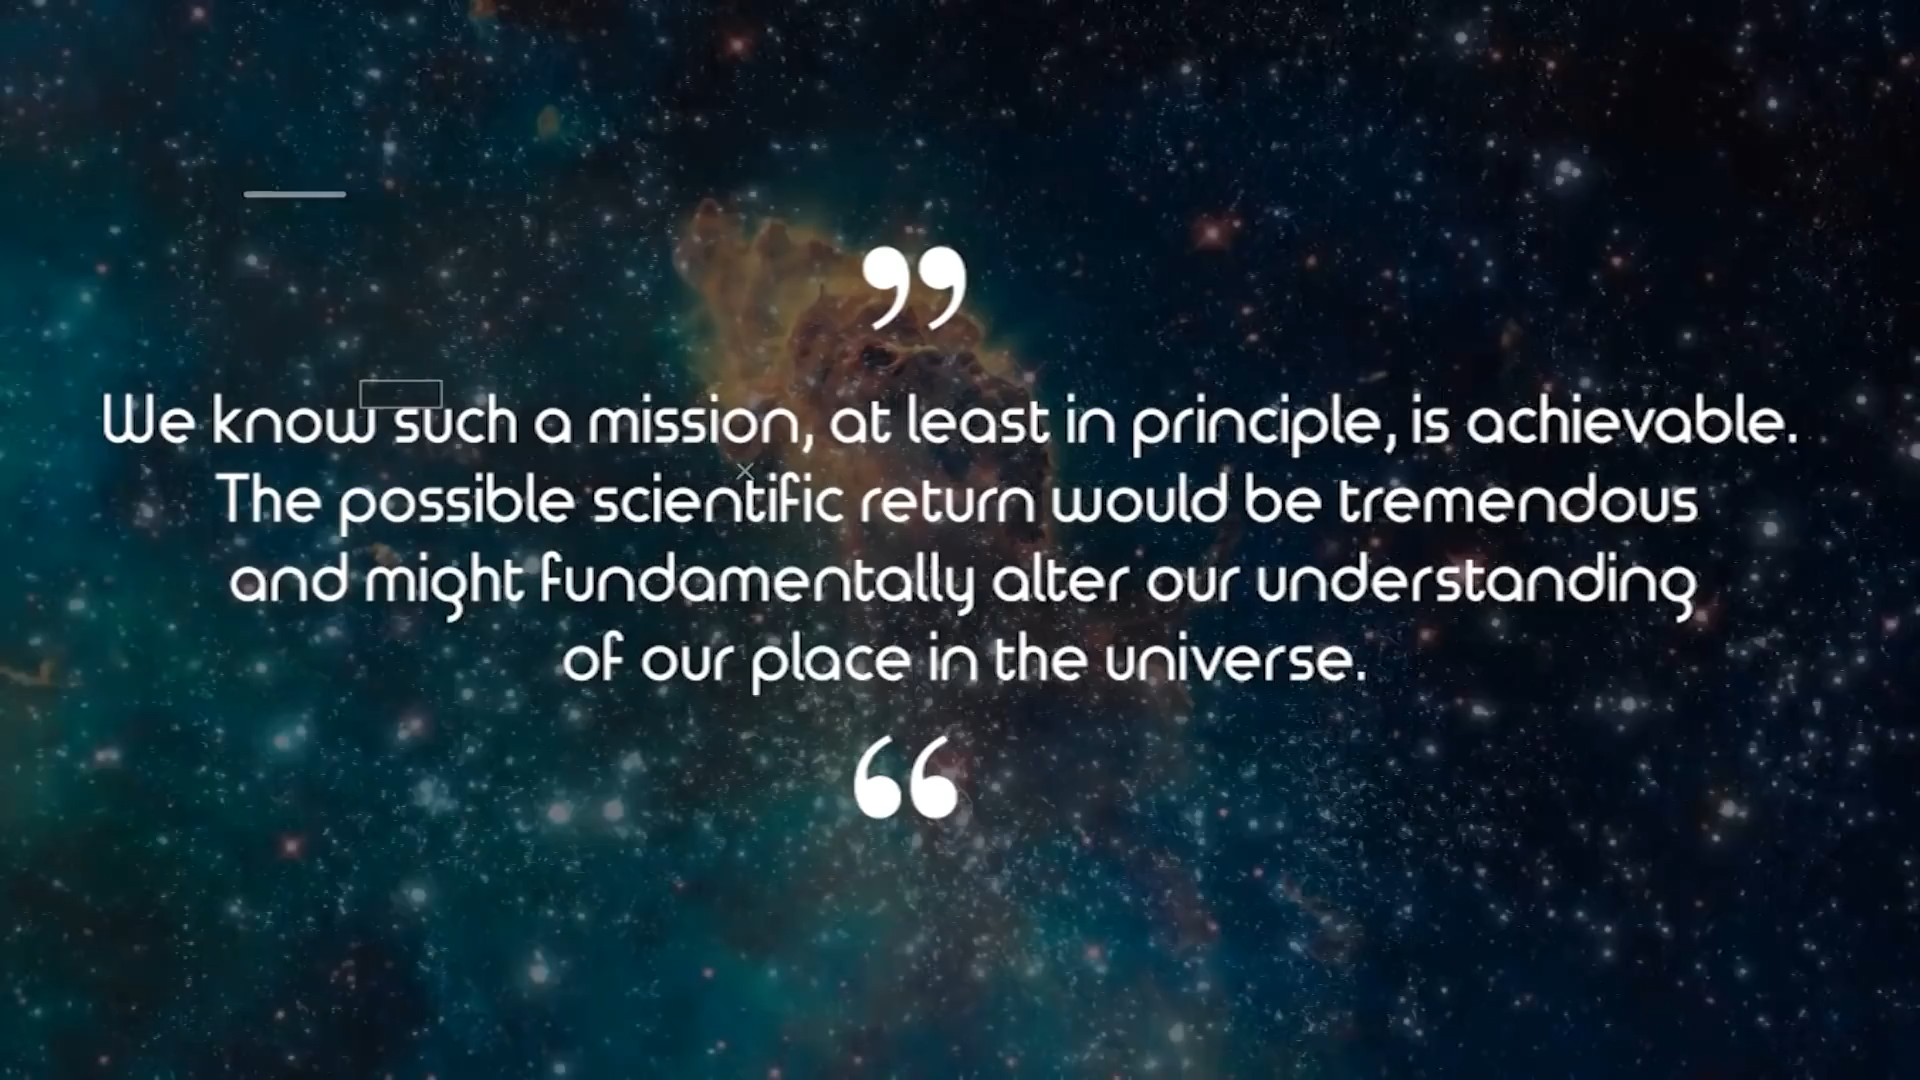 ”
We know such a mission, at least in principle, is achievable.
The possible scientific return would be tremendous
and might fundamentally alter our understanding
of our place in the universe.
“